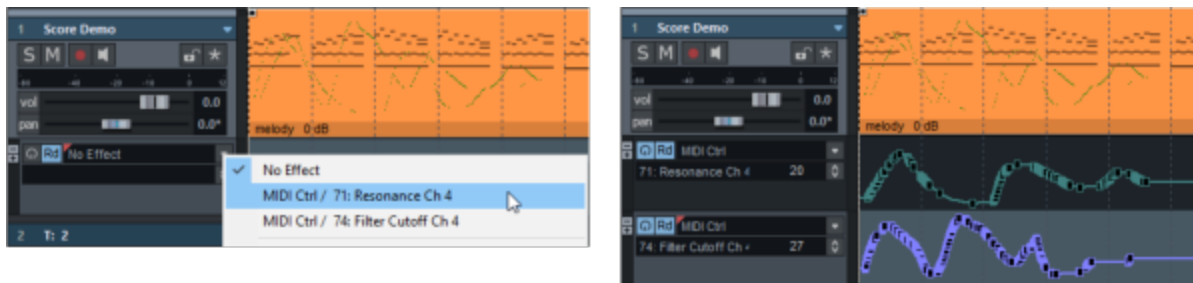 1 Score Demo
S M
vol 0.0
pan 0.0°
melody 0 dB
Rd No Effect
No Effect
MIDI Ctrl / 71: Resonance Ch 4
MIDI Ctrl / 74: Filter Cutoff Ch 4
2 T: 2
1 Score Demo
S M
vol 0.0
pan 0.0°
melody 0 dB
Rd MIDI Ctrl
71: Resonance Ch 4 20
Rd MIDI Ctrl
74: Filter Cutoff Ch 27